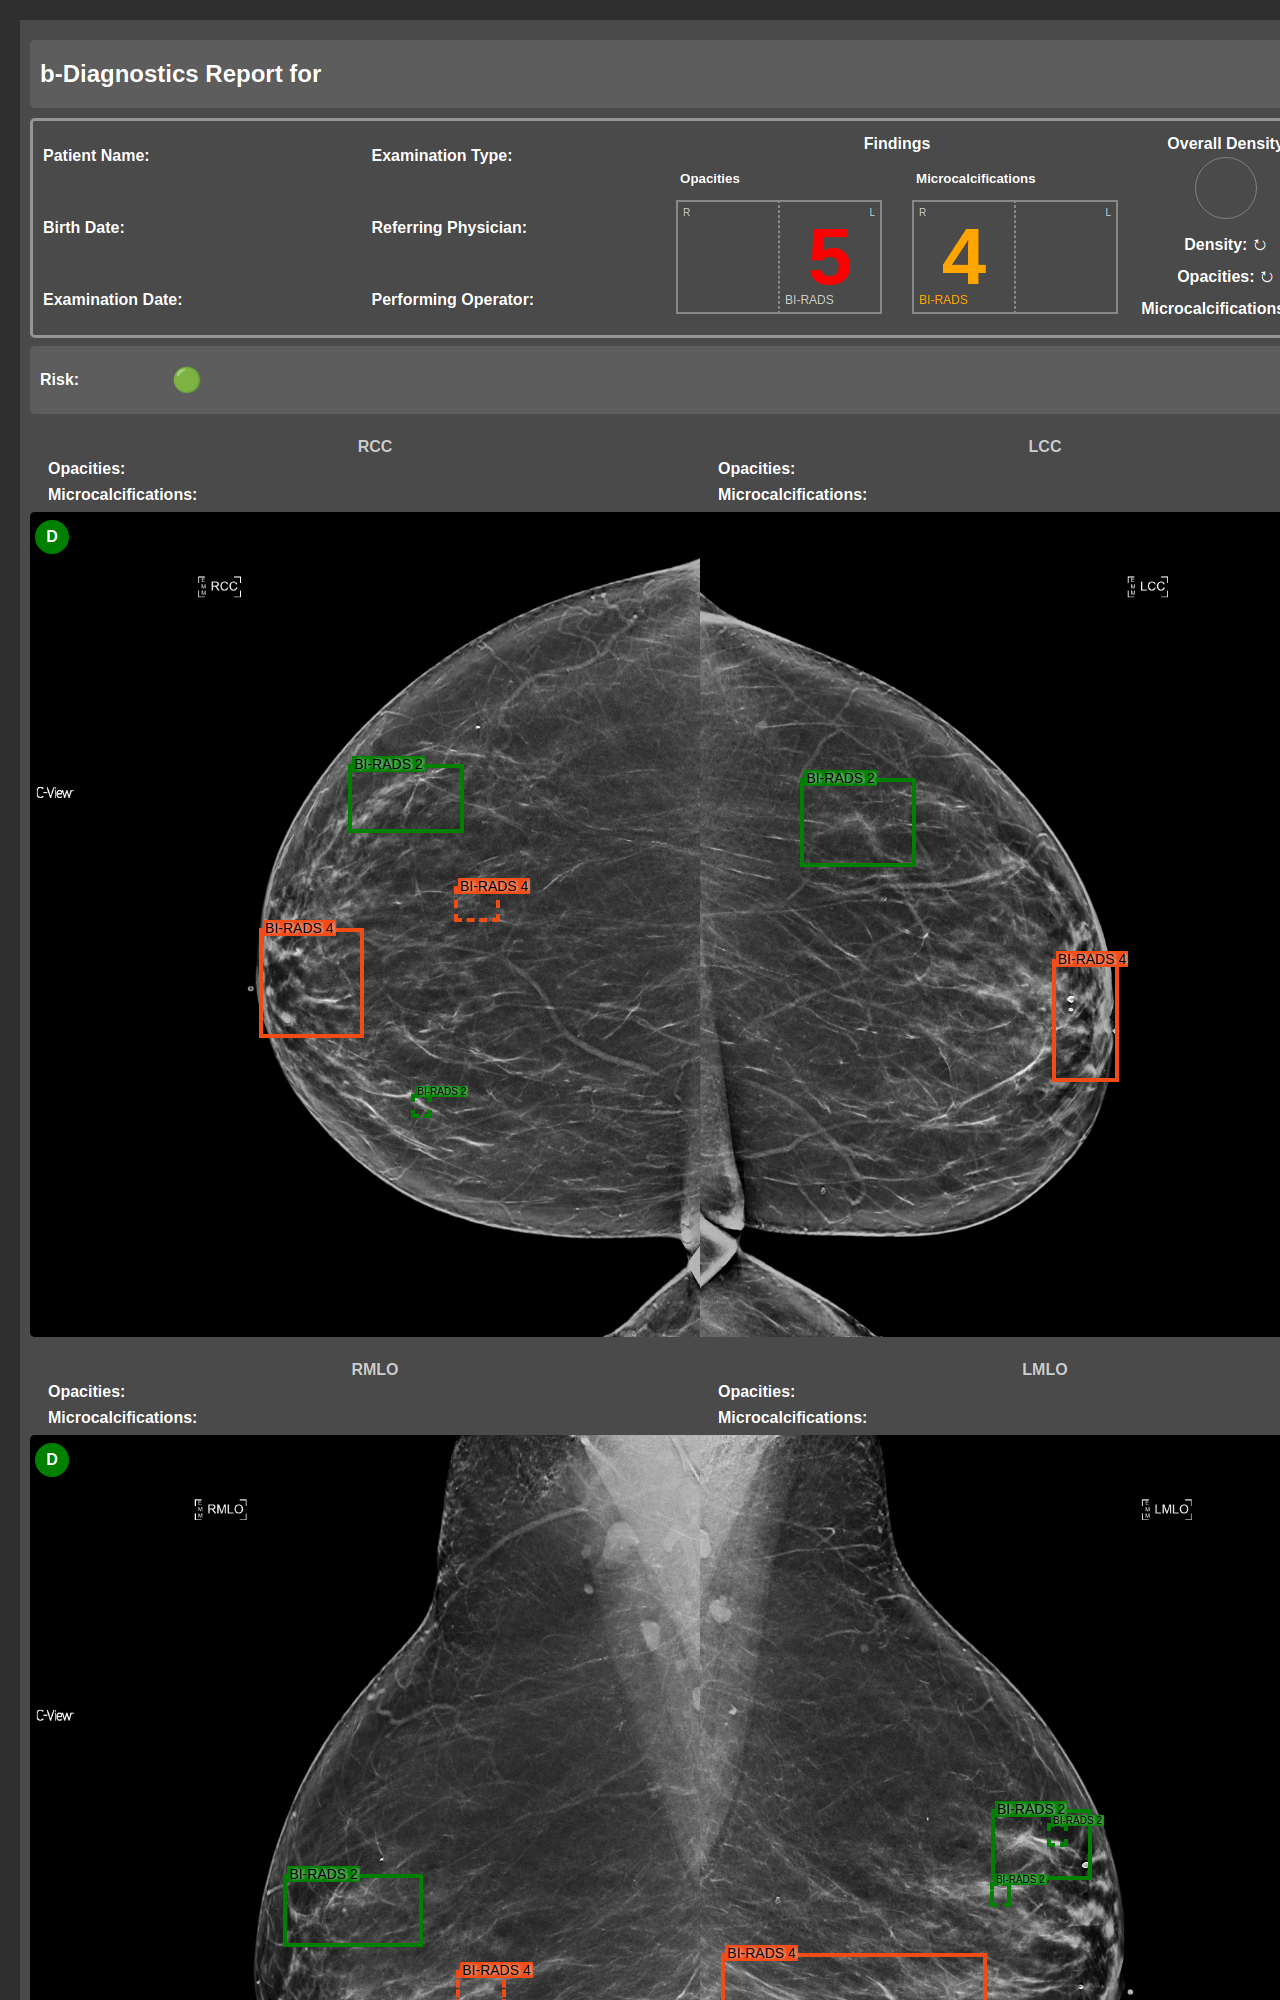 b-Diagnostics Report for
Patient Name:
Examination Type:
Findings
Overall Density
Opacities
Microcalcifications
R
L
R
L
Birth Date:
Referring Physician:
5
4
Density: ↻
Opacities: ↻
Examination Date:
Performing Operator:
BI-RADS
BI-RADS
Microcalcifications
Risk:
RCC
LCC
Opacities:
Opacities:
Microcalcifications:
Microcalcifications:
D
RCC
LCC
BI-RADS 2
BI-RADS 2
C-View
BI-RADS 4
BI-RADS 4
BI-RADS 4
BI-RADS 2
RMLO
LMLO
Opacities:
Opacities:
Microcalcifications:
Microcalcifications:
D
RMLO
LMLO
C-View
BI-RADS 2
BI-RADS 2
BI-RADS 2
BI-RADS 2
BI-RADS 4
BI-RADS 4